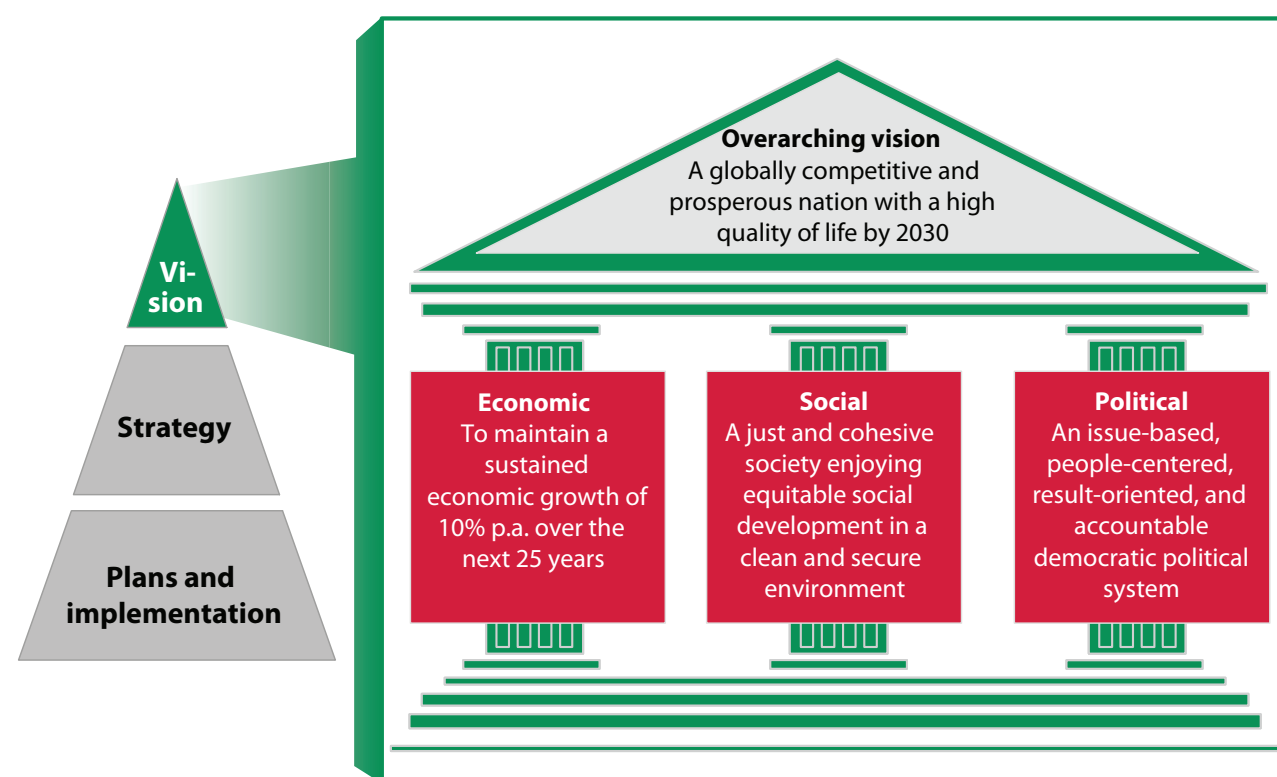 Overarching vision
A globally competitive and
prosperous nation with a high
quality of life by 2030
Vi-
sion
Strategy
Plans and
implementation
Economic
To maintain a
sustained
economic growth of
10% p.a. over the
next 25 years
Social
A just and cohesive
society enjoying
equitable social
development in a
clean and secure
environment
Political
An issue-based,
people-centered,
result-oriented, and
accountable
democratic political
system